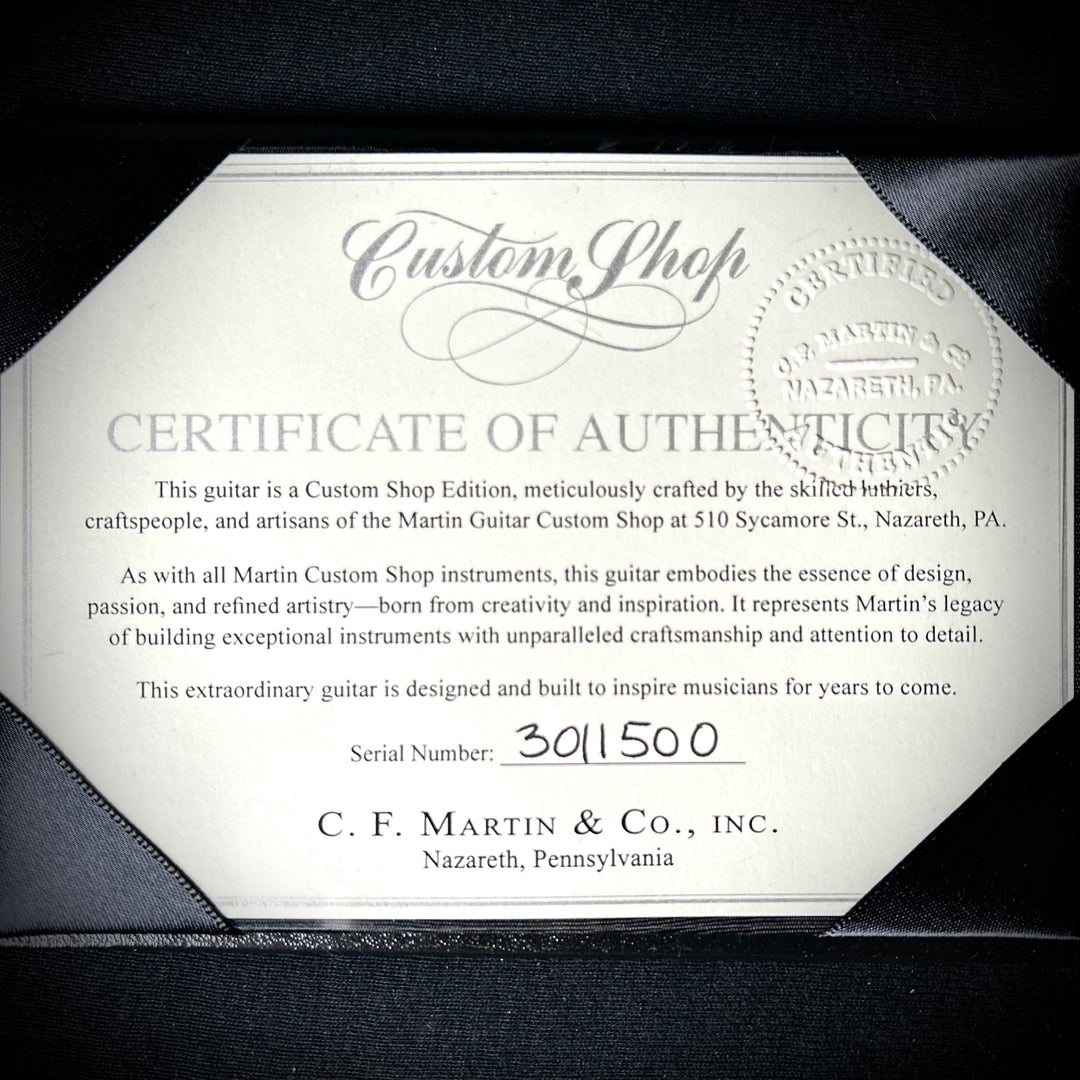 Custom Shop
CERTIFIED
C.F. MARTIN & CO
NAZARETH, PA.
AUTHENTIC
CERTIFICATE OF AUTHENTICITY
This guitar is a Custom Shop Edition, meticulously crafted by the skilled luthiers,
craftspeople, and artisans of the Martin Guitar Custom Shop at 510 Sycamore St., Nazareth, PA.
As with all Martin Custom Shop instruments, this guitar embodies the essence of design,
passion, and refined artistry—born from creativity and inspiration. It represents Martin’s legacy
of building exceptional instruments with unparalleled craftsmanship and attention to detail.
This extraordinary guitar is designed and built to inspire musicians for years to come.
Serial Number: 3011500
C. F. MARTIN & CO., INC.
Nazareth, Pennsylvania